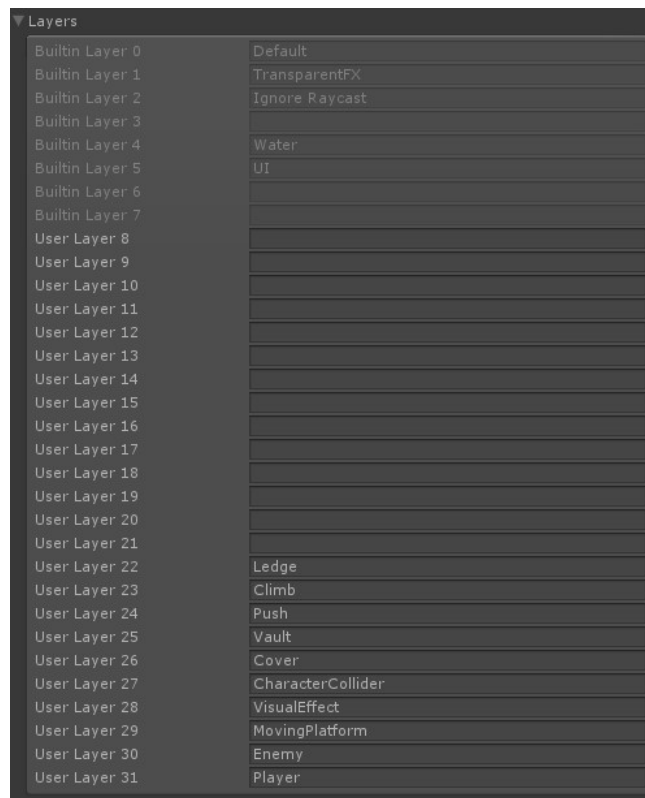 Layers
Builtin Layer 0 Default
Builtin Layer 1 TransparentFX
Builtin Layer 2 Ignore Raycast
Builtin Layer 3
Builtin Layer 4 Water
Builtin Layer 5 UI
Builtin Layer 6
Builtin Layer 7
User Layer 8
User Layer 9
User Layer 10
User Layer 11
User Layer 12
User Layer 13
User Layer 14
User Layer 15
User Layer 16
User Layer 17
User Layer 18
User Layer 19
User Layer 20
User Layer 21
User Layer 22 Ledge
User Layer 23 Climb
User Layer 24 Push
User Layer 25 Vault
User Layer 26 Cover
User Layer 27 CharacterCollider
User Layer 28 VisualEffect
User Layer 29 MovingPlatform
User Layer 30 Enemy
User Layer 31 Player